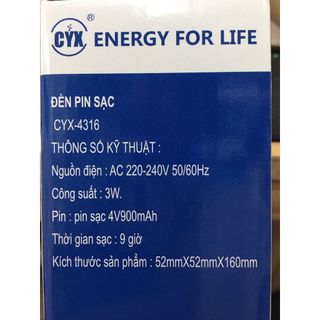 CYX ® ENERGY FOR LIFE
ĐÈN PIN SẠC
CYX-4316
THÔNG SỐ KỸ THUẬT :
Nguồn điện : AC 220-240V 50/60Hz
Công suất : 3W.
Pin : pin sạc 4V900mAh
Thời gian sạc : 9 giờ
Kích thước sản phẩm : 52mmX52mmX160mm